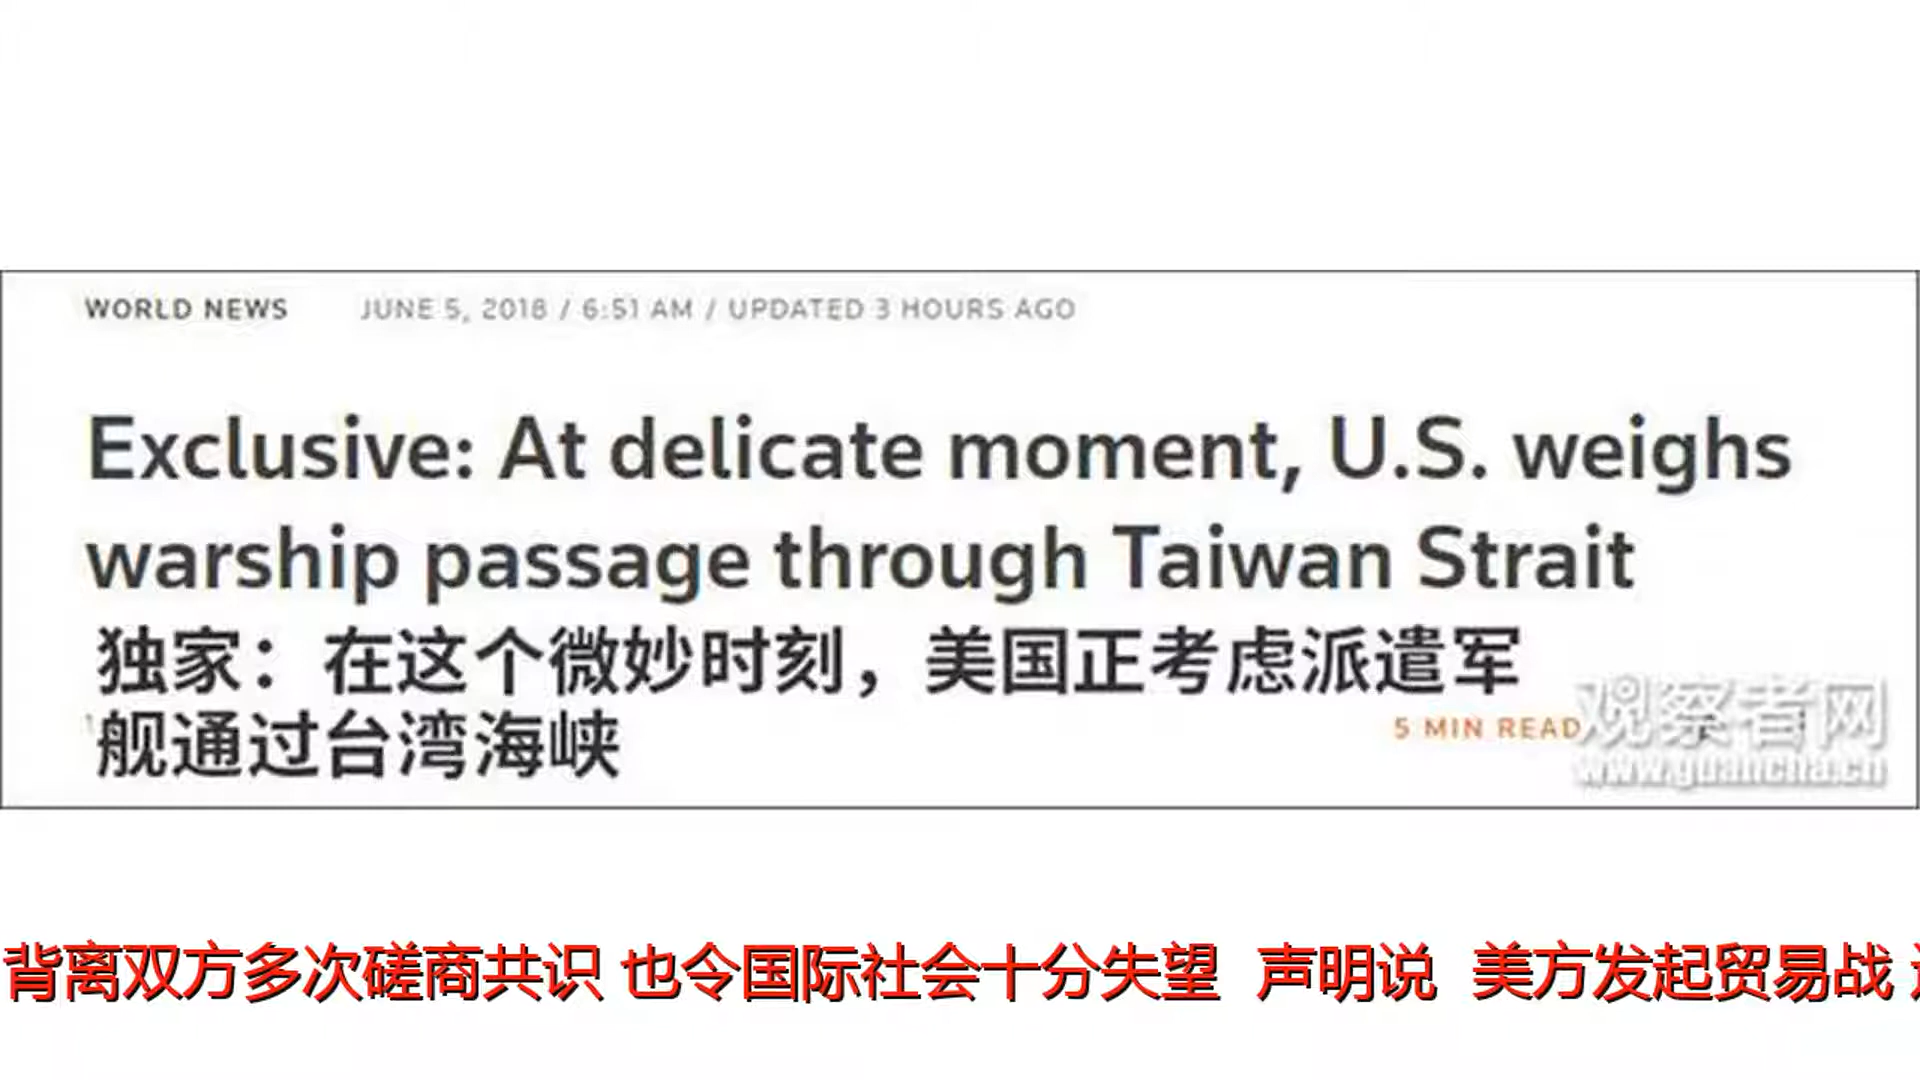 WORLD NEWS JUNE 5, 2018 / 6:51 AM / UPDATED 3 HOURS AGO
Exclusive: At delicate moment, U.S. weighs
warship passage through Taiwan Strait
独家：在这个微妙时刻，美国正考虑派遣军
舰通过台湾海峡
5 MIN READ
观察者网
www.guancha.cn
背离双方多次磋商共识 也令国际社会十分失望 声明说 美方发起贸易战